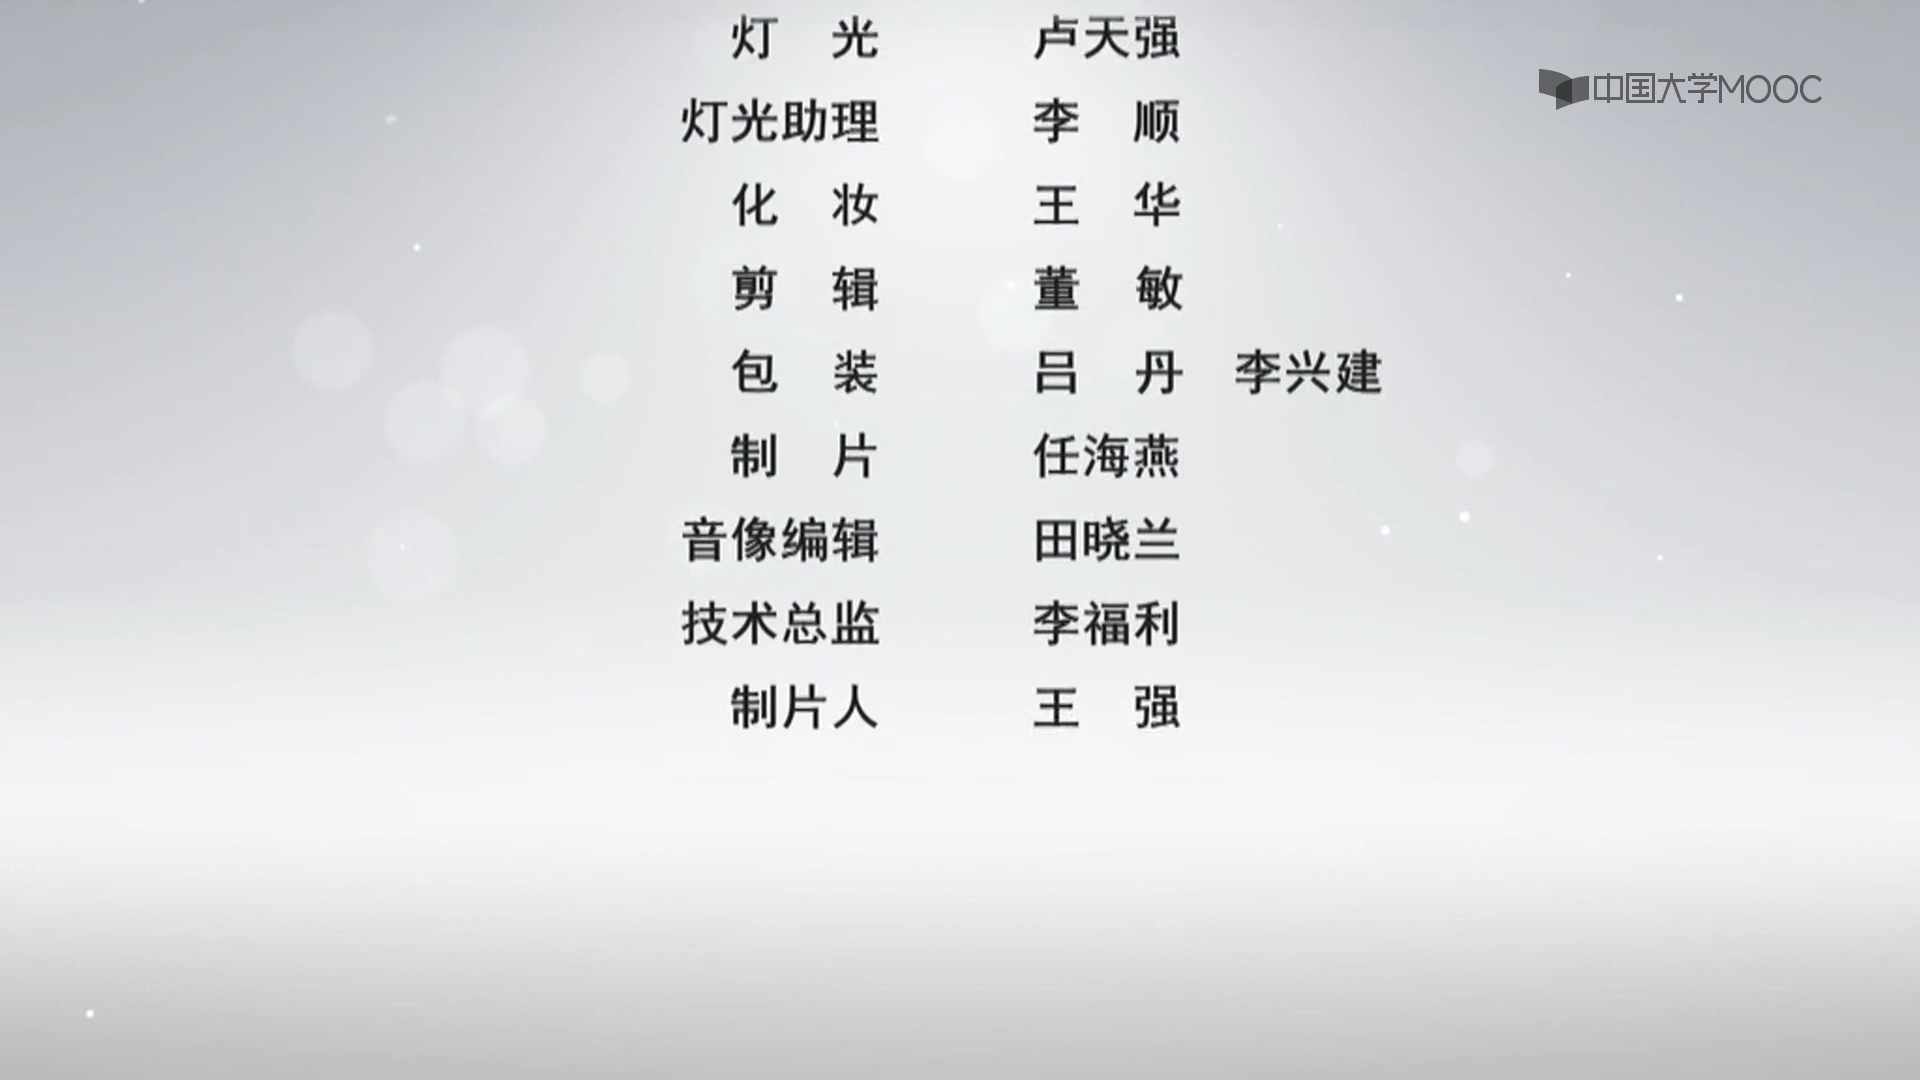 灯　光　卢天强
中国大学MOOC
灯光助理　李　顺
化　妆　王　华
剪　辑　董　敏
包　装　吕　丹　李兴建
制　片　任海燕
音像编辑　田晓兰
技术总监　李福利
制片人　王　强